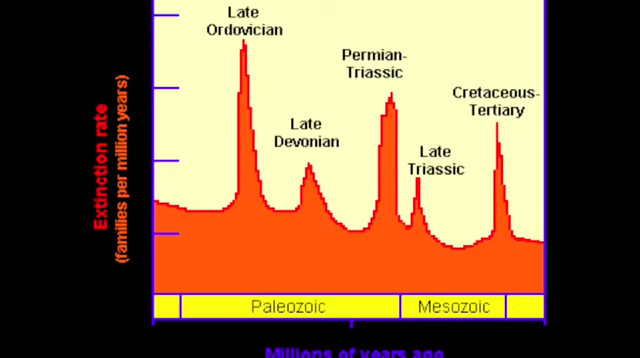 Late
Ordovician
Permian-
Triassic
Cretaceous-
Tertiary
Late
Devonian
Late
Triassic
Extinction rate
(families per million years)
Paleozoic
Mesozoic
Millions of years ago